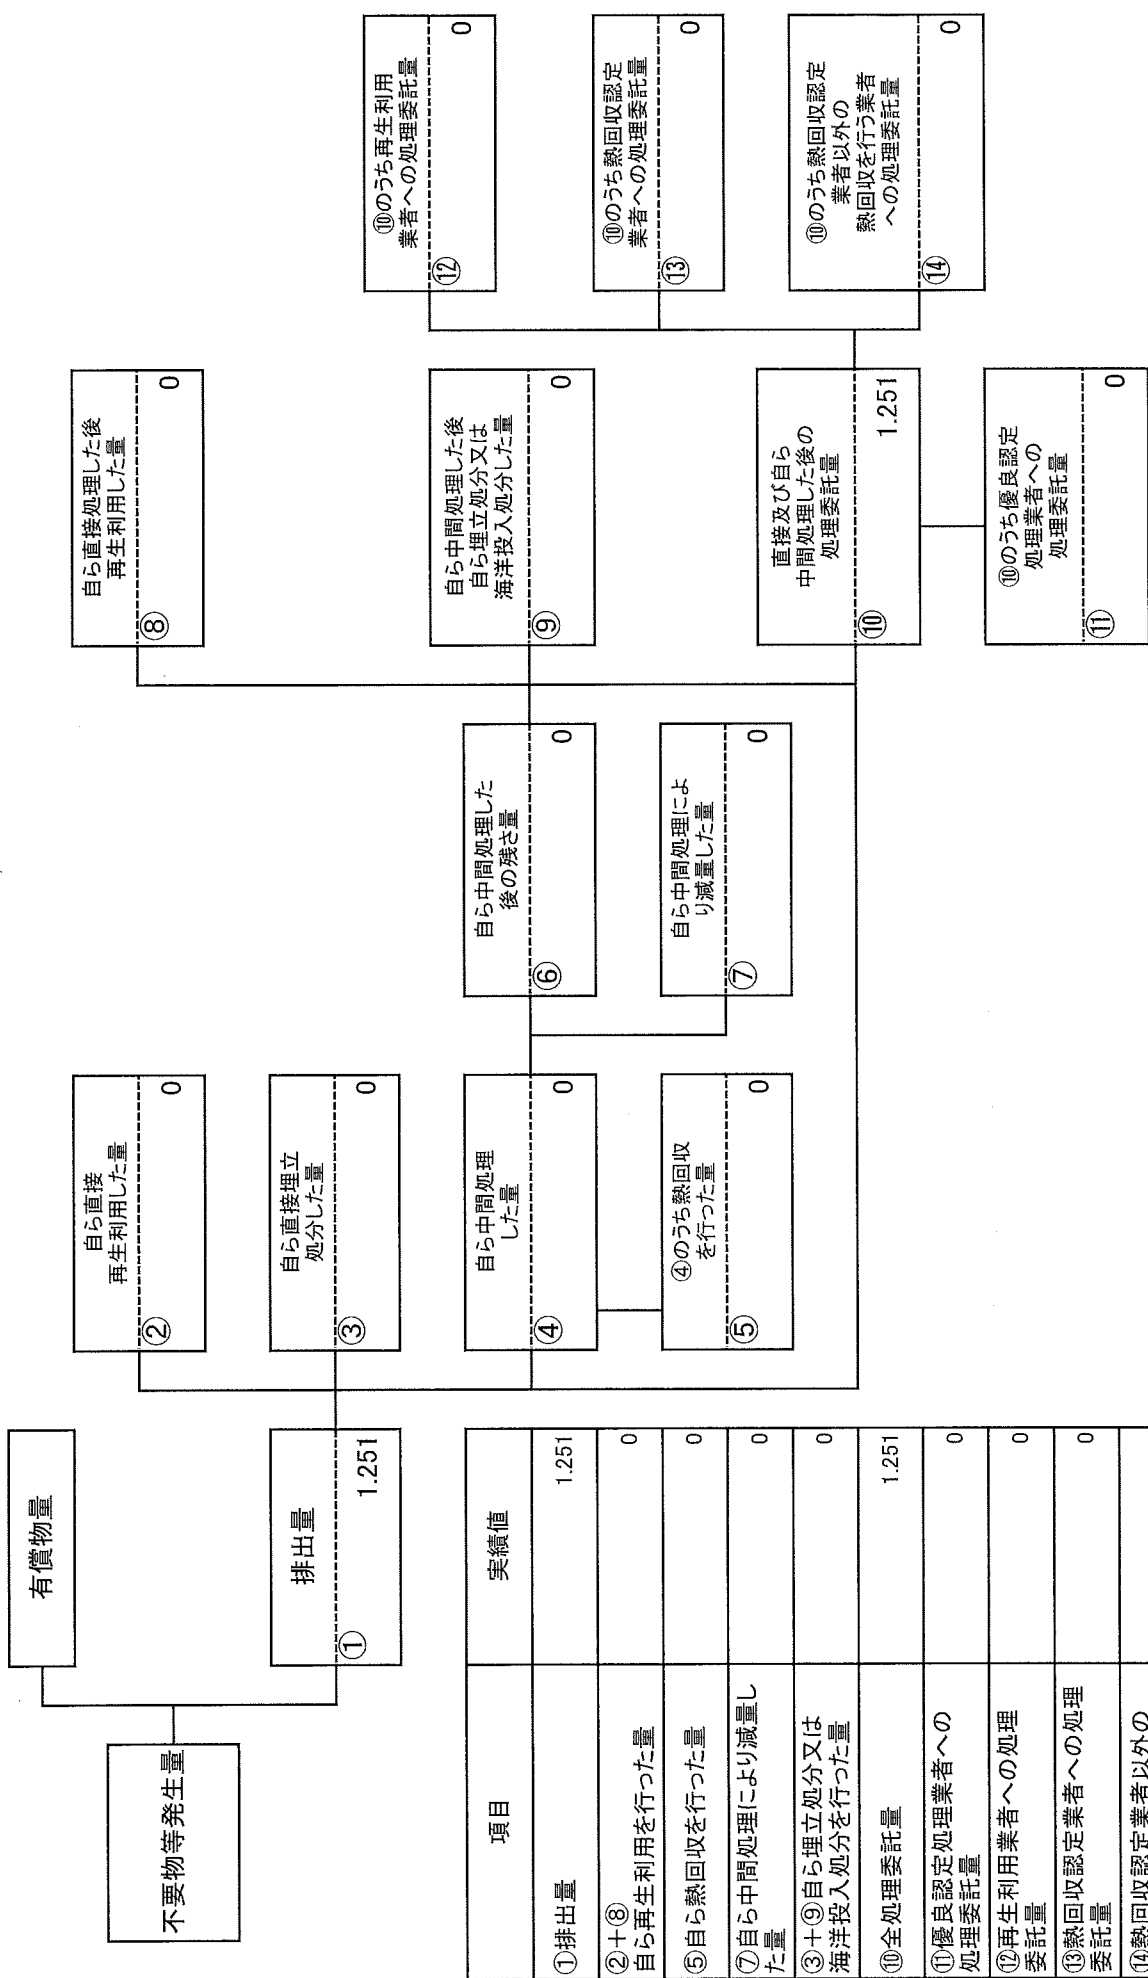 不要物等発生量
有償物量
排出量
①
1.251
自ら直接
再生利用した量
②
0
自ら直接埋立
処分した量
③
0
自ら中間処理
した量
④
0
④のうち熱回収
を行った量
⑤
0
自ら中間処理した
後の残さ量
⑥
0
自ら中間処理によ
り減量した量
⑦
0
自ら直接処理した後
再生利用した量
⑧
0
自ら中間処理した後
自ら埋立処分又は
海洋投入処分した量
⑨
0
直接及び自ら
中間処理した後の
処理委託量
⑩
1.251
⑩のうち優良認定
処理業者への
処理委託量
⑪
0
⑩のうち再生利用
業者への処理委託量
⑫
0
⑩のうち熱回収認定
業者への処理委託量
⑬
0
⑩のうち熱回収認定
業者以外の
熱回収を行う業者
への処理委託量
⑭
0
項目 実績値
①排出量 1.251
②＋⑧
自ら再生利用を行った量 0
⑤自ら熱回収を行った量 0
⑦自ら中間処理により減量し
た量 0
③＋⑨自ら埋立処分又は
海洋投入処分を行った量 0
⑩全処理委託量 1.251
⑪優良認定処理業者への
処理委託量 0
⑫再生利用業者への処理
委託量 0
⑬熱回収認定業者への処理
委託量 0
⑭熱回収認定業者以外の